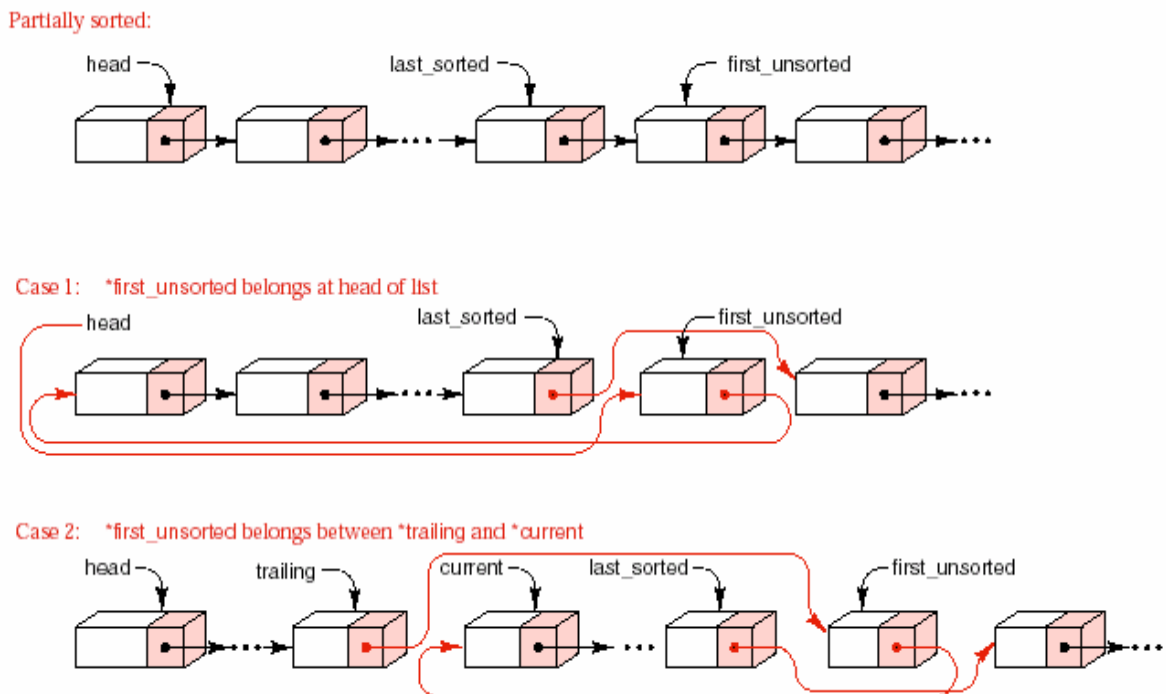 Partially sorted:
head
last_sorted
first_unsorted
Case 1: *first_unsorted belongs at head of list
head
last_sorted
first_unsorted
Case 2: *first_unsorted belongs between *trailing and *current
head
trailing
current
last_sorted
first_unsorted